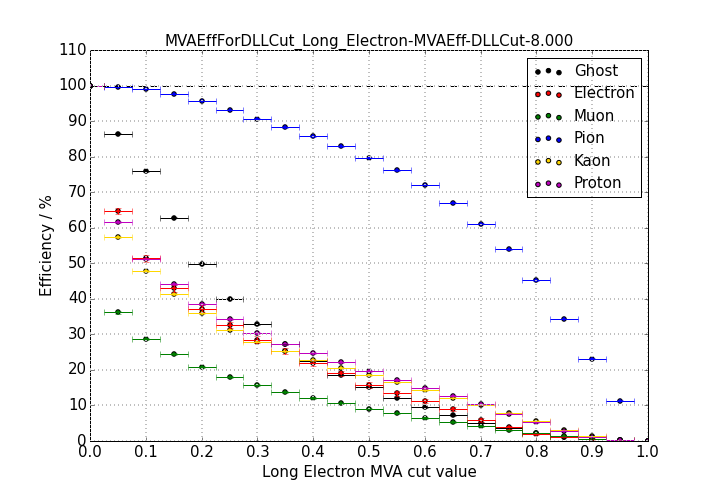 MVAEffForDLLCut_Long_Electron-MVAEff-DLLCut-8.000
110
100
90
80
70
60
50
40
30
20
10
0
Efficiency / %
Ghost
Electron
Muon
Pion
Kaon
Proton
0.0 0.1 0.2 0.3 0.4 0.5 0.6 0.7 0.8 0.9 1.0
Long Electron MVA cut value